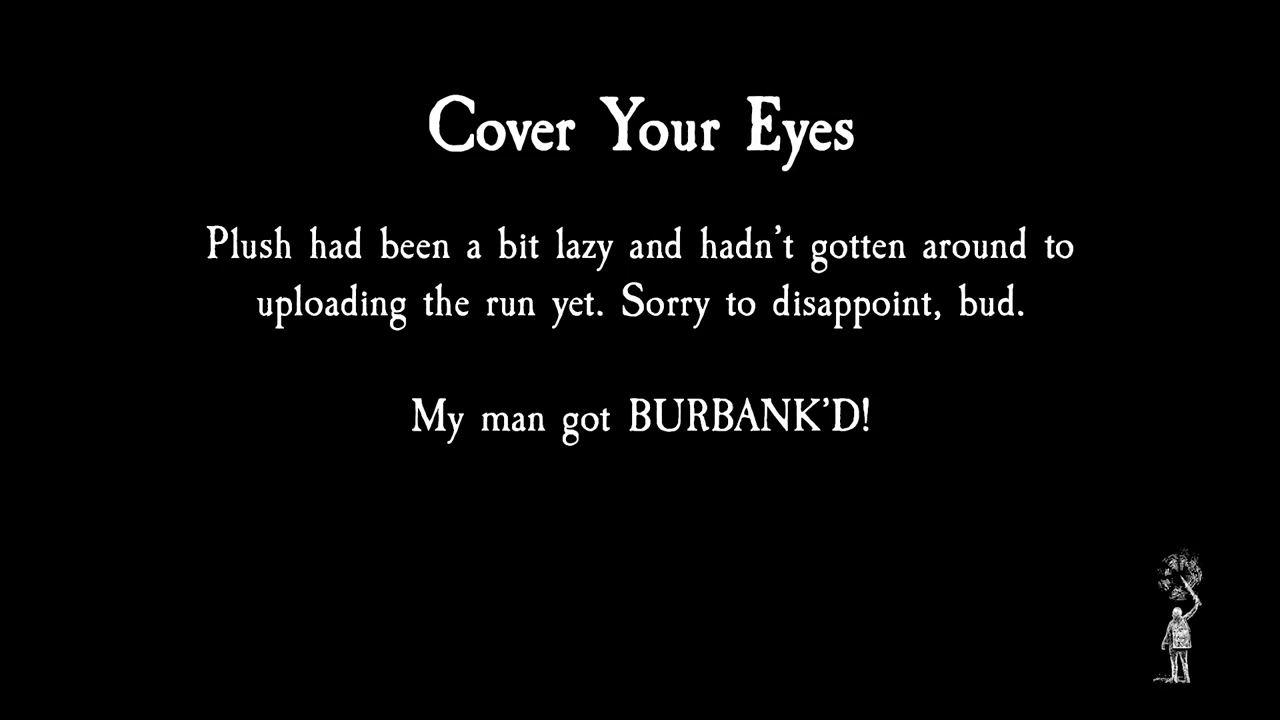 Cover Your Eyes
Plush had been a bit lazy and hadn't gotten around to
uploading the run yet. Sorry to disappoint, bud.
My man got BURBANK'D!